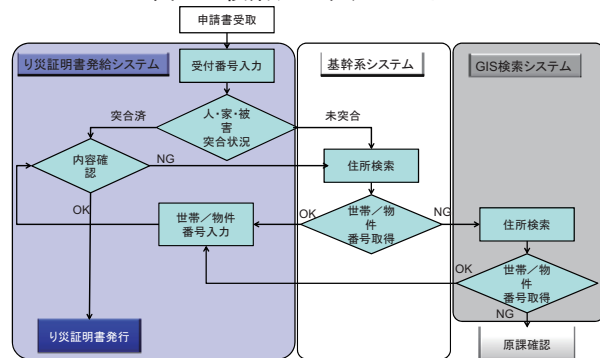 申請書受取
り災証明書発給システム
受付番号入力
基幹系システム
GIS検索システム
突合済
人・家・被
害
突合状況
未突合
内容確
認
NG
住所検索
OK
世帯/物件
番号入力
OK
世帯/物
件
番号取得
NG
住所検索
OK
世帯/物
件
番号取得
NG
り災証明書発行
原課確認